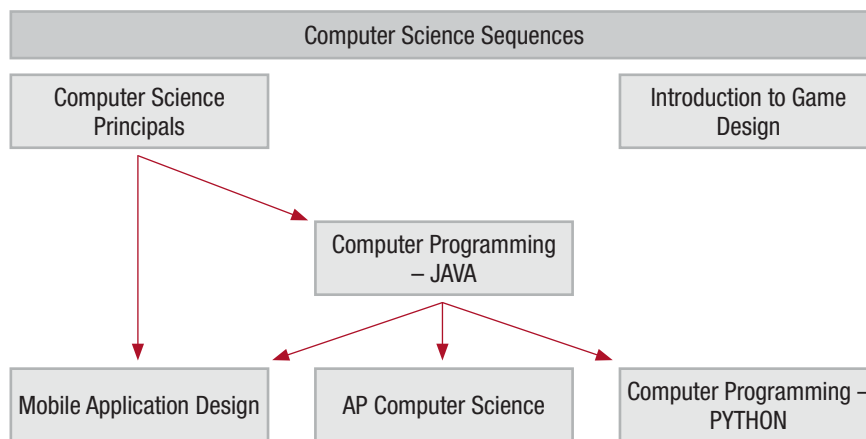 Computer Science Sequences
Computer Science
Principals
Introduction to Game
Design
Computer Programming
– JAVA
Mobile Application Design
AP Computer Science
Computer Programming –
PYTHON